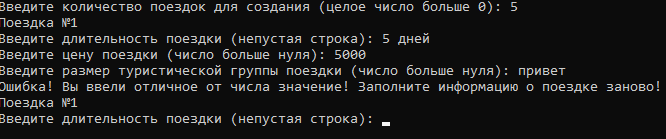 Введите количество поездок для создания (целое число больше 0): 5
Поездка №1
Введите длительность поездки (непустая строка): 5 дней
Введите цену поездки (число больше нуля): 5000
Введите размер туристической группы поездки (число больше нуля): привет
Ошибка! Вы ввели отличное от числа значение! Заполните информацию о поездке заново!
Поездка №1
Введите длительность поездки (непустая строка):